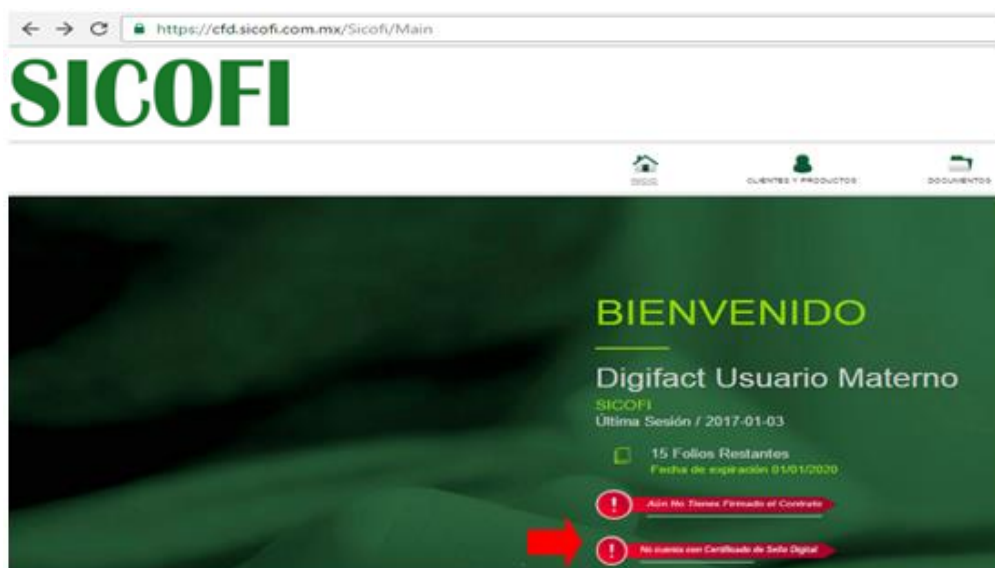 https://cfd.sicofi.com.mx/Sicofi/Main
SICOFI
INICIO
CLIENTES Y PRODUCTOS
DOCUMENTOS
BIENVENIDO
Digifact Usuario Materno
SICOFI
Última Sesión / 2017-01-03
15 Folios Restantes
Fecha de expiración 01/01/2020
! Aún No Tienes Firmado el Contrato
! No cuenta con Certificado de Sello Digital